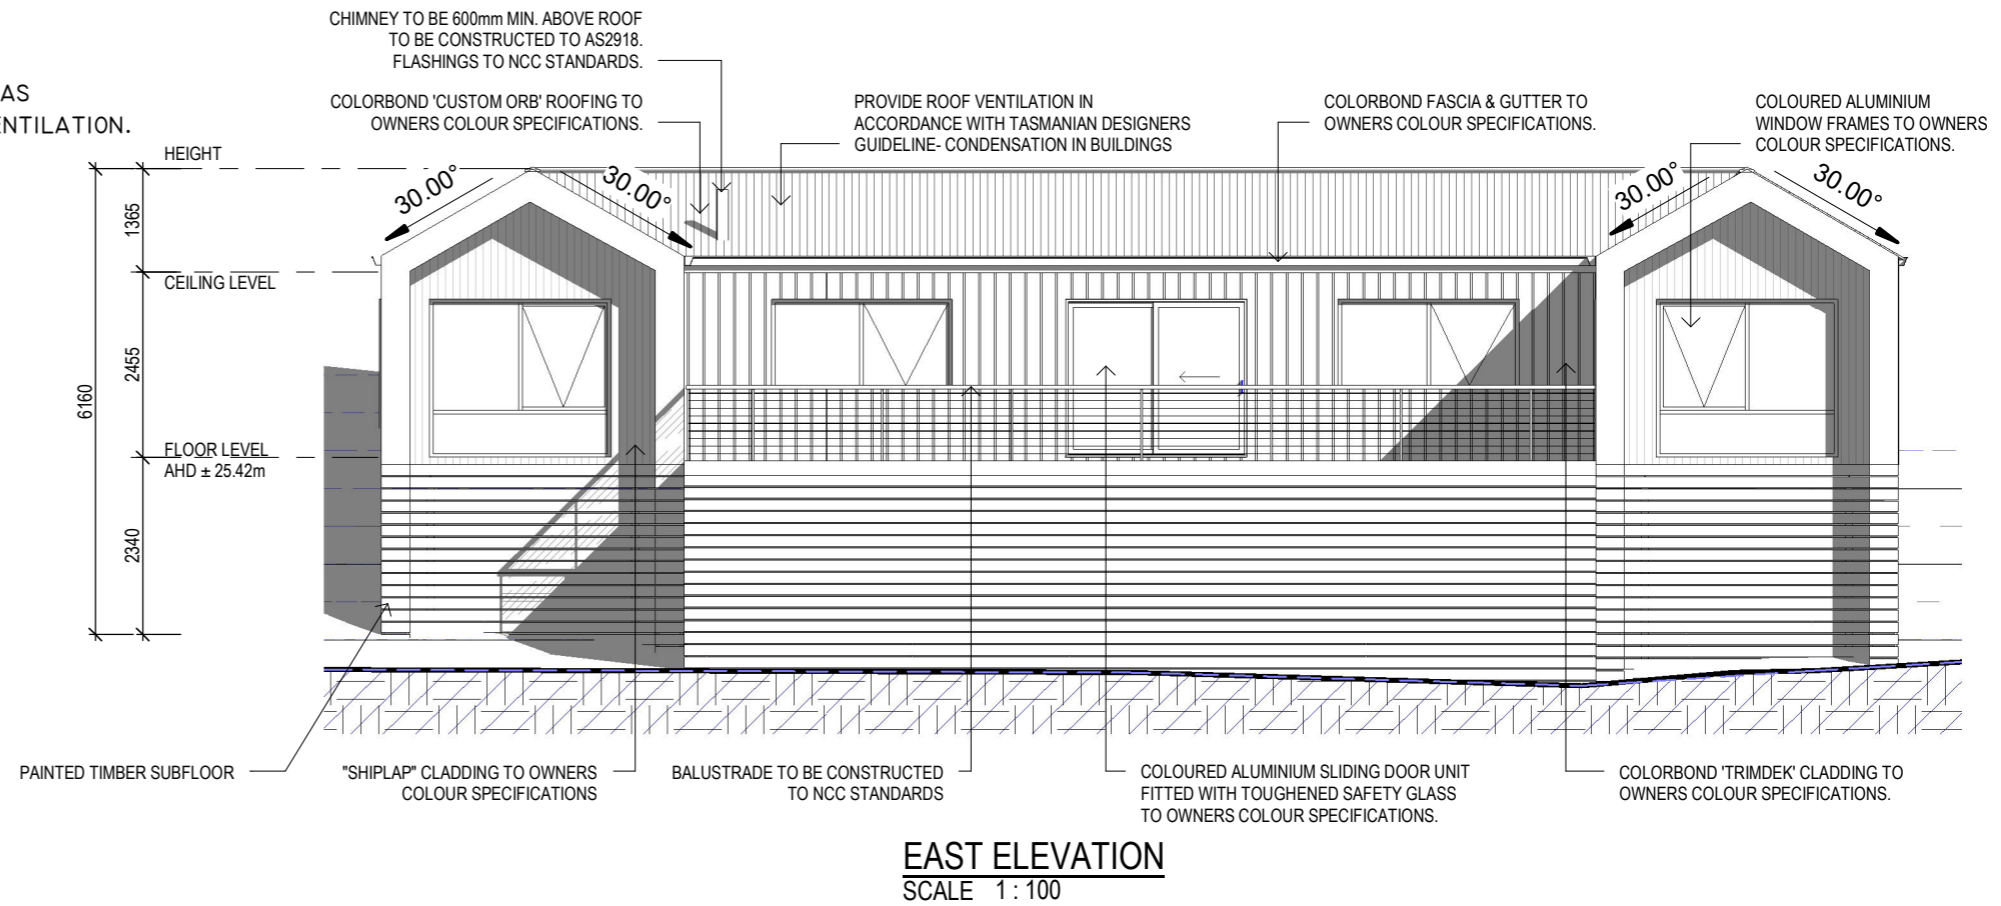 CHIMNEY TO BE 600mm MIN. ABOVE ROOF
TO BE CONSTRUCTED TO AS2918.
FLASHINGS TO NCC STANDARDS.
AS
ENTILATION.
COLORBOND 'CUSTOM ORB' ROOFING TO
OWNERS COLOUR SPECIFICATIONS.
PROVIDE ROOF VENTILATION IN
ACCORDANCE WITH TASMANIAN DESIGNERS
GUIDELINE- CONDENSATION IN BUILDINGS
COLORBOND FASCIA & GUTTER TO
OWNERS COLOUR SPECIFICATIONS.
COLOURED ALUMINIUM
WINDOW FRAMES TO OWNERS
COLOUR SPECIFICATIONS.
HEIGHT
30.00°
30.00°
30.00°
30.00°
1365
CEILING LEVEL
2455
6160
FLOOR LEVEL
AHD ± 25.42m
2340
PAINTED TIMBER SUBFLOOR
"SHIPLAP" CLADDING TO OWNERS
COLOUR SPECIFICATIONS
BALUSTRADE TO BE CONSTRUCTED
TO NCC STANDARDS
COLOURED ALUMINIUM SLIDING DOOR UNIT
FITTED WITH TOUGHENED SAFETY GLASS
TO OWNERS COLOUR SPECIFICATIONS.
COLORBOND 'TRIMDEK' CLADDING TO
OWNERS COLOUR SPECIFICATIONS.
EAST ELEVATION
SCALE 1 : 100